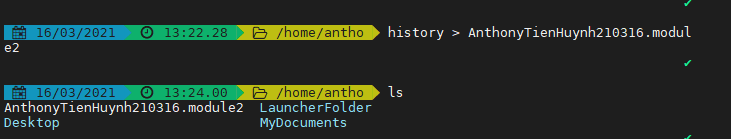 ✔
16/03/2021 13:22.28 /home/antho history > AnthonyTienHuynh210316.modul
e2
✔
16/03/2021 13:24.00 /home/antho ls
AnthonyTienHuynh210316.module2 LauncherFolder
Desktop MyDocuments
✔